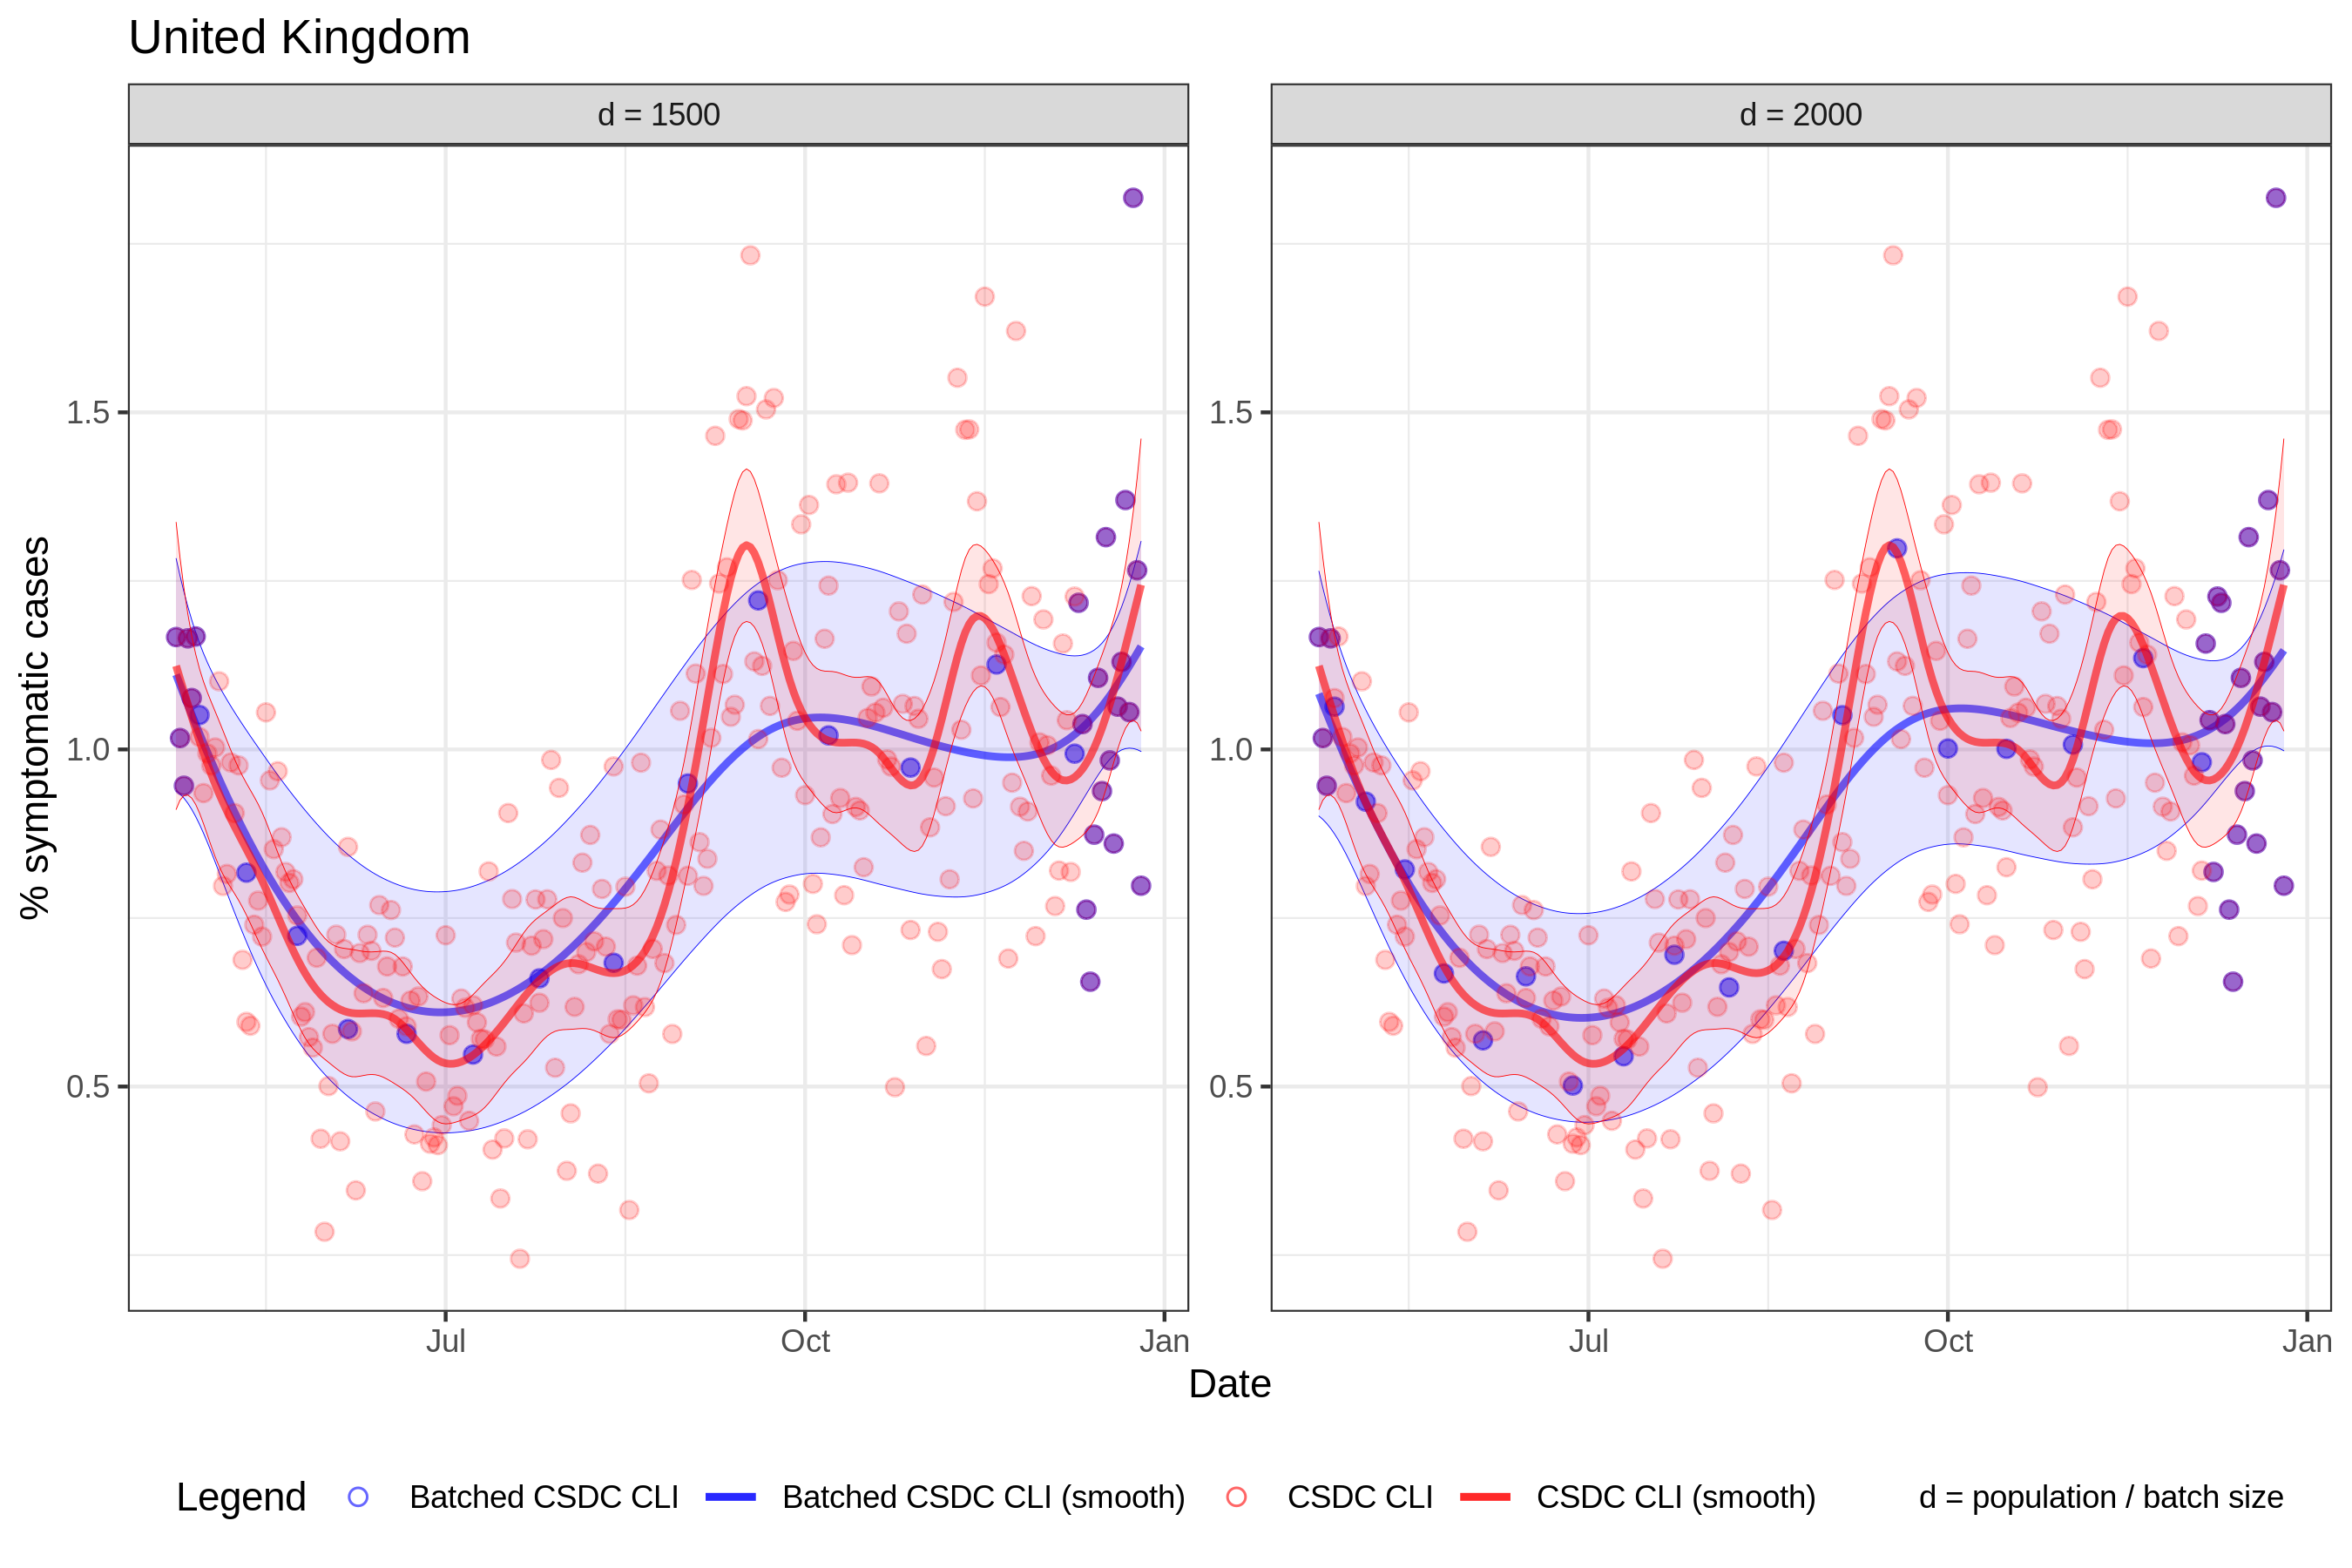 United Kingdom
d = 1500
d = 2000
% symptomatic cases
1.5
1.0
0.5
1.5
1.0
0.5
Jul
Oct
Jan
Jul
Oct
Jan
Date
Legend
Batched CSDC CLI
Batched CSDC CLI (smooth)
CSDC CLI
CSDC CLI (smooth)
d = population / batch size